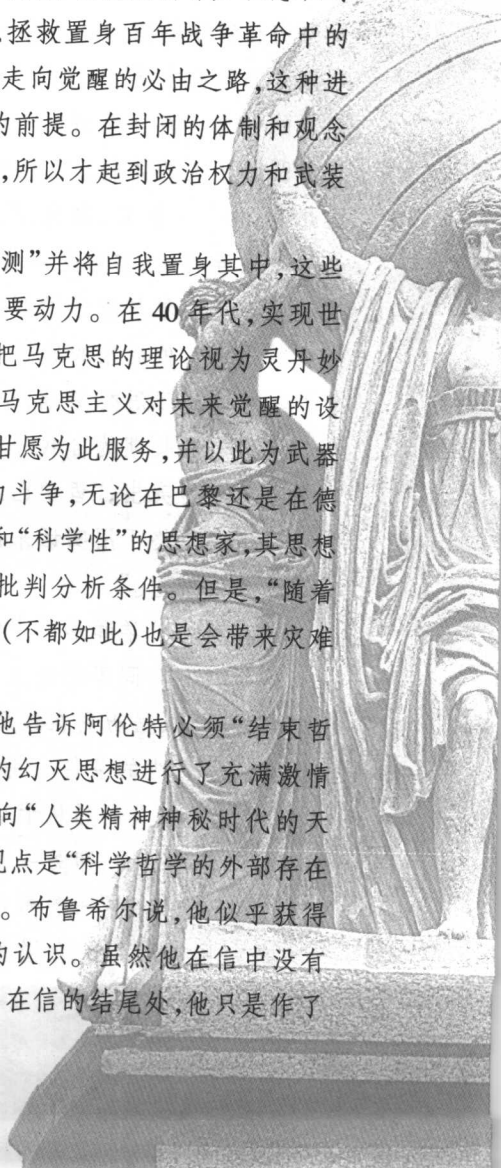 拯救置身百年战争革命中的
走向觉醒的必由之路,这种进
的前提。在封闭的体制和观念
,所以才起到政治权力和武装
测”并将自我置身其中,这些
要动力。在40年代,实现世
把马克思的理论视为灵丹妙
马克思主义对未来觉醒的设
甘愿为此服务,并以此为武器
斗争,无论在巴黎还是在德
和“科学性”的思想家,其思想
批判分析条件。但是,“随着
(不都如此)也是会带来灾难
他告诉阿伦特必须“结束哲
的幻灭思想进行了充满激情
向“人类精神神秘时代的天
点是“科学哲学的外部存在
。布鲁希尔说,他似乎获得
的认识。虽然他在信中没有
在信的结尾处,他只是作了